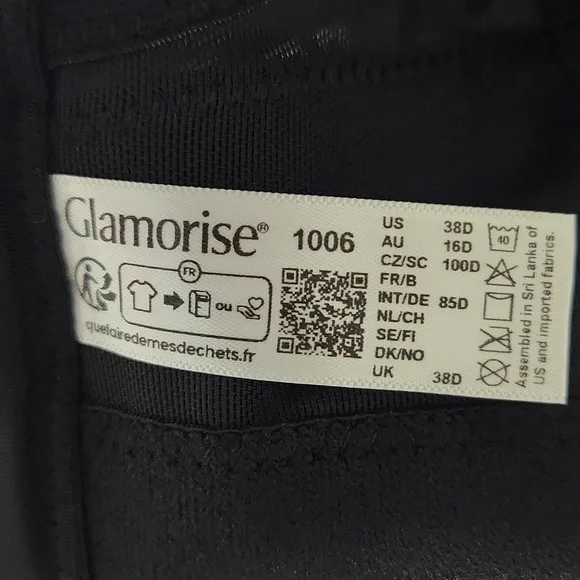 Glamorise®
1006
FR
ou
quelairedemesdechets.fr
US 38D
AU 16D
CZ/SC 100D
FR/B
INT/DE 85D
NL/CH
SE/FI
DK/NO
UK 38D
40
Assembled in Sri Lanka of
US and imported fabrics.